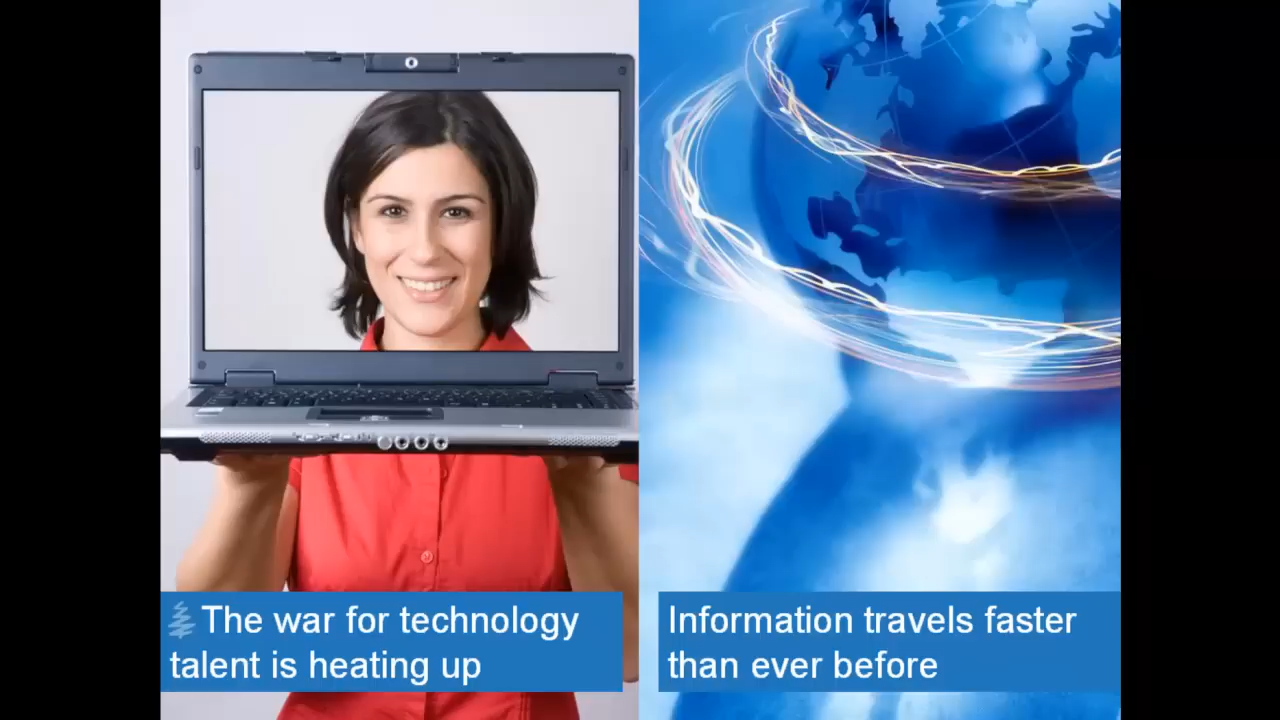 The war for technology
talent is heating up
Information travels faster
than ever before